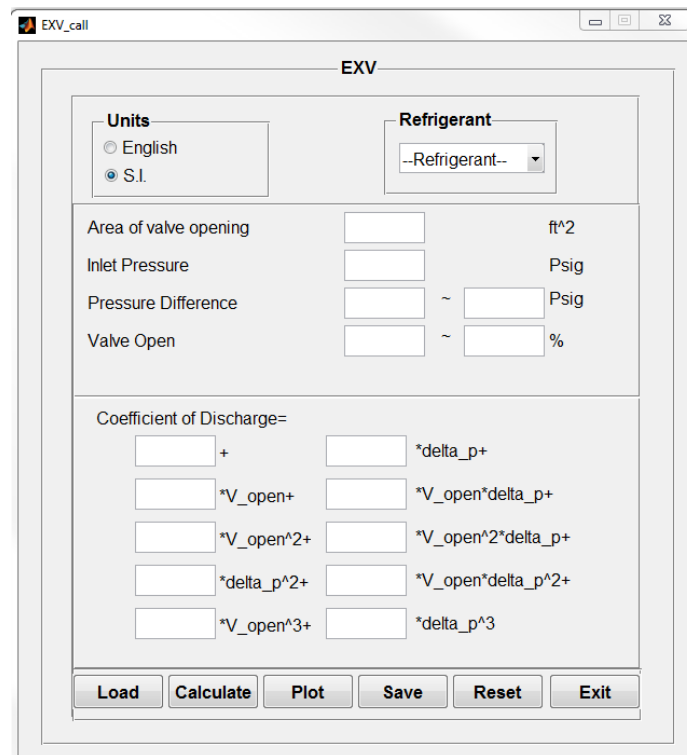 EXV_call
EXV
Units
English
S.I.
Refrigerant
--Refrigerant--
Area of valve opening ft^2
Inlet Pressure Psig
Pressure Difference ~ Psig
Valve Open ~ %
Coefficient of Discharge=
+ *delta_p+
*V_open+ *V_open*delta_p+
*V_open^2+ *V_open^2*delta_p+
*delta_p^2+ *V_open*delta_p^2+
*V_open^3+ *delta_p^3
Load Calculate Plot Save Reset Exit